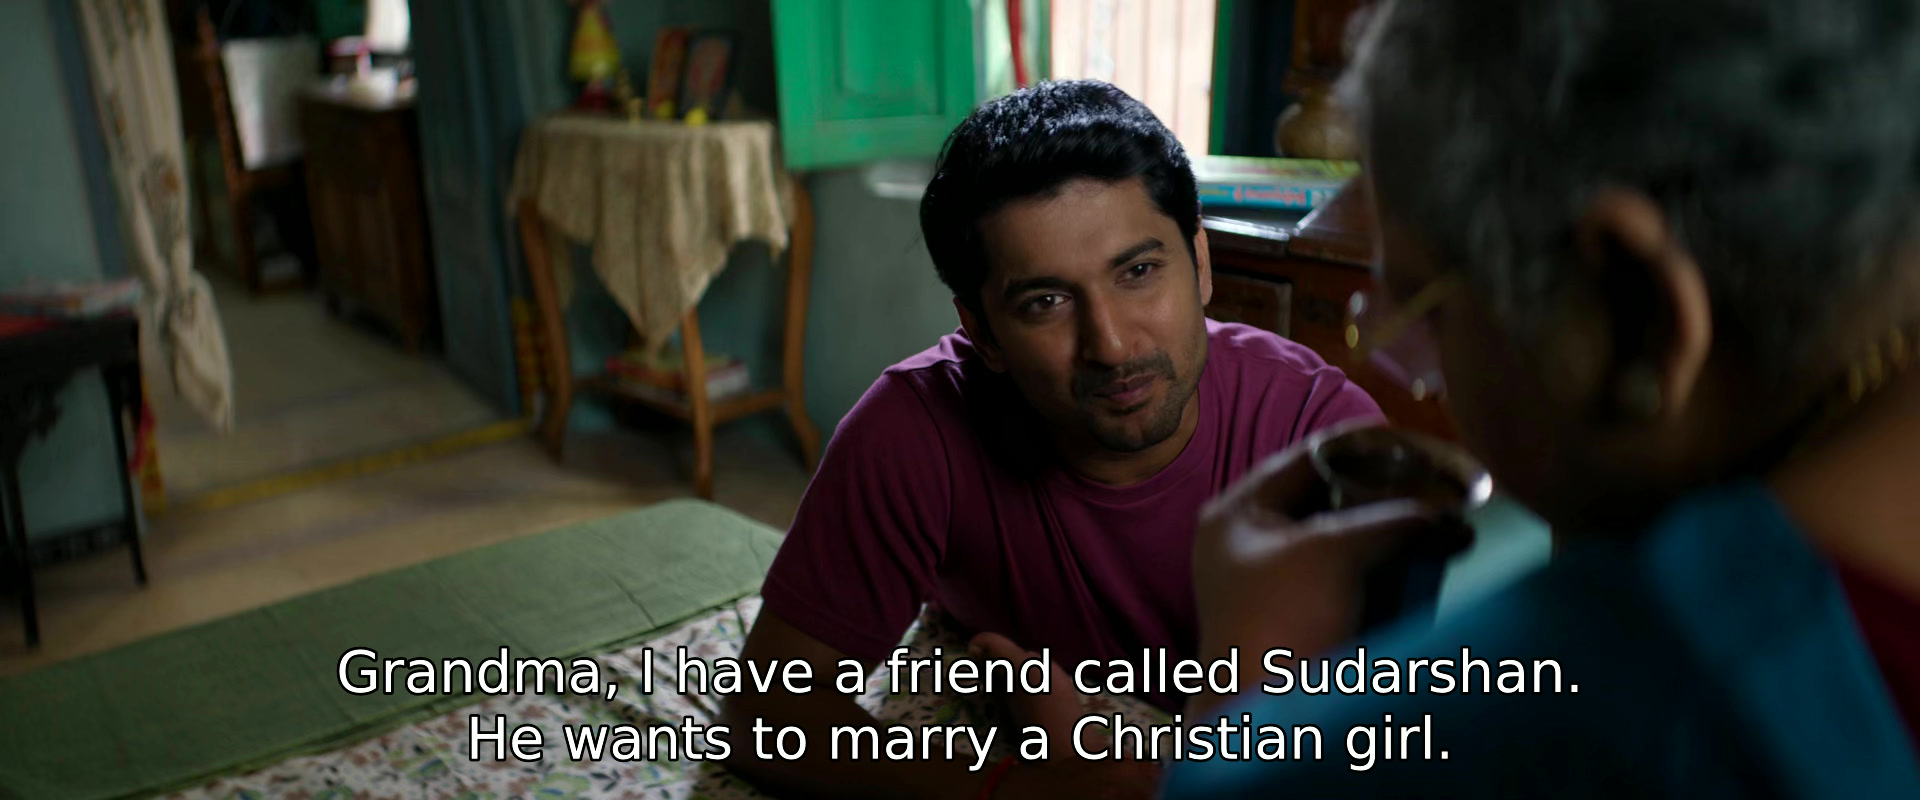 Grandma, I have a friend called Sudarshan.
He wants to marry a Christian girl.